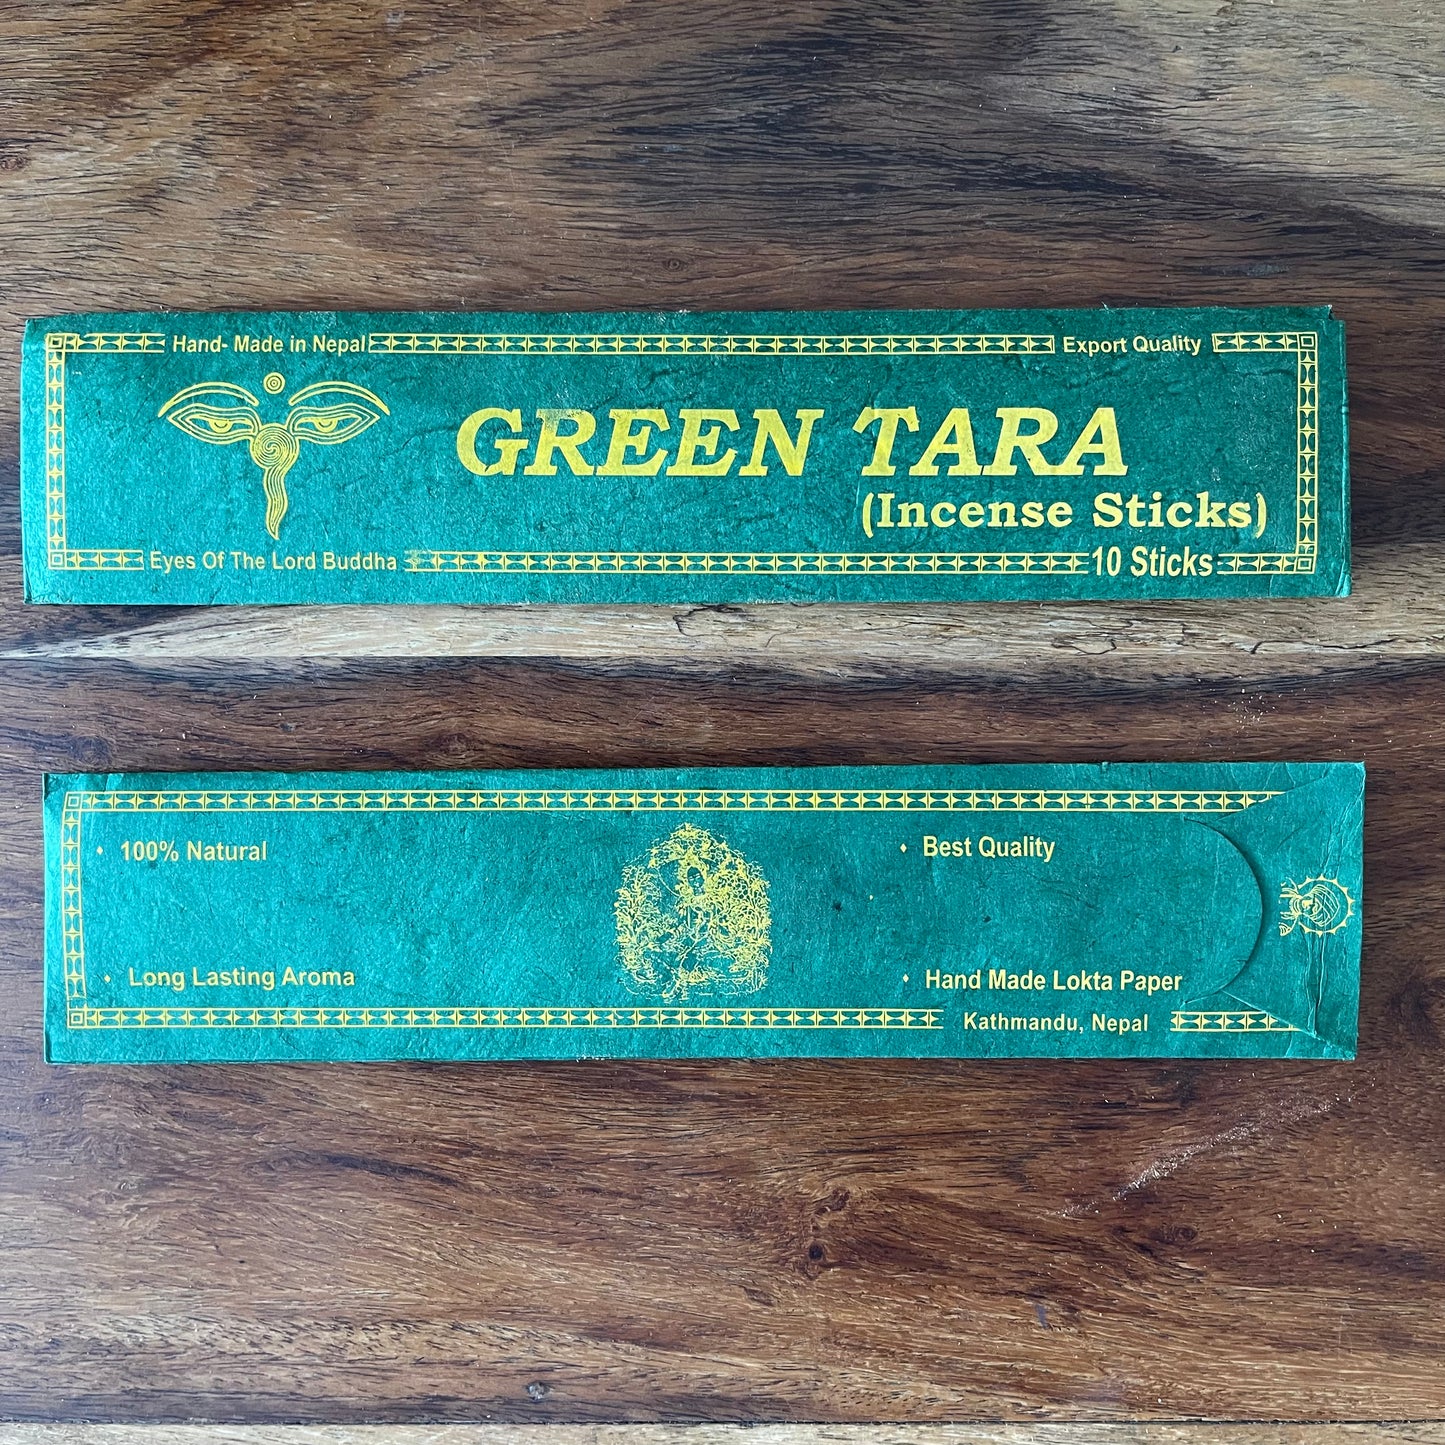 Hand- Made in Nepal
Export Quality
GREEN TARA
(Incense Sticks)
Eyes Of The Lord Buddha
10 Sticks
100% Natural
Best Quality
Long Lasting Aroma
Hand Made Lokta Paper
Kathmandu, Nepal